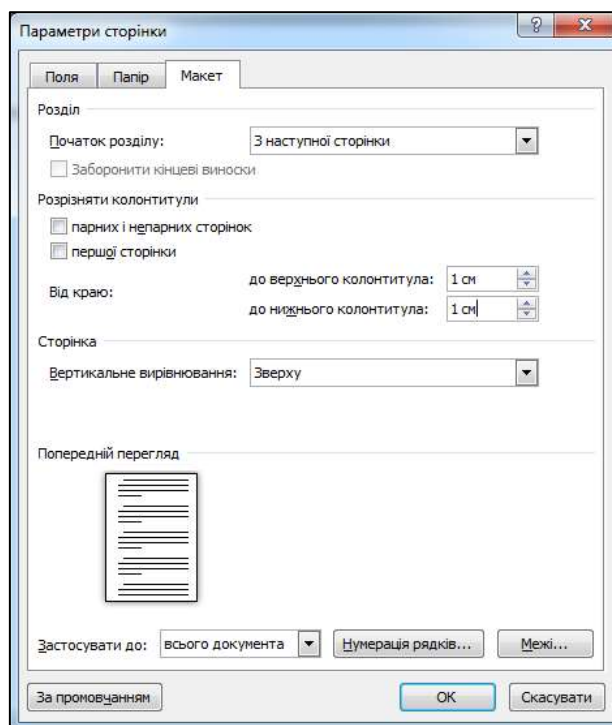 Параметри сторінки
Поля Папір Макет
Розділ
Початок розділу: З наступної сторінки
Заборонити кінцеві виноски
Розрізняти колонтитули
парних і непарних сторінок
першої сторінки
Від краю: до верхнього колонтитула: 1 см
до нижнього колонтитула: 1 см
Сторінка
Вертикальне вирівнювання: Зверху
Попередній перегляд
Застосувати до: всього документа Нумерація рядків... Межі...
За промовчанням ОК Скасувати